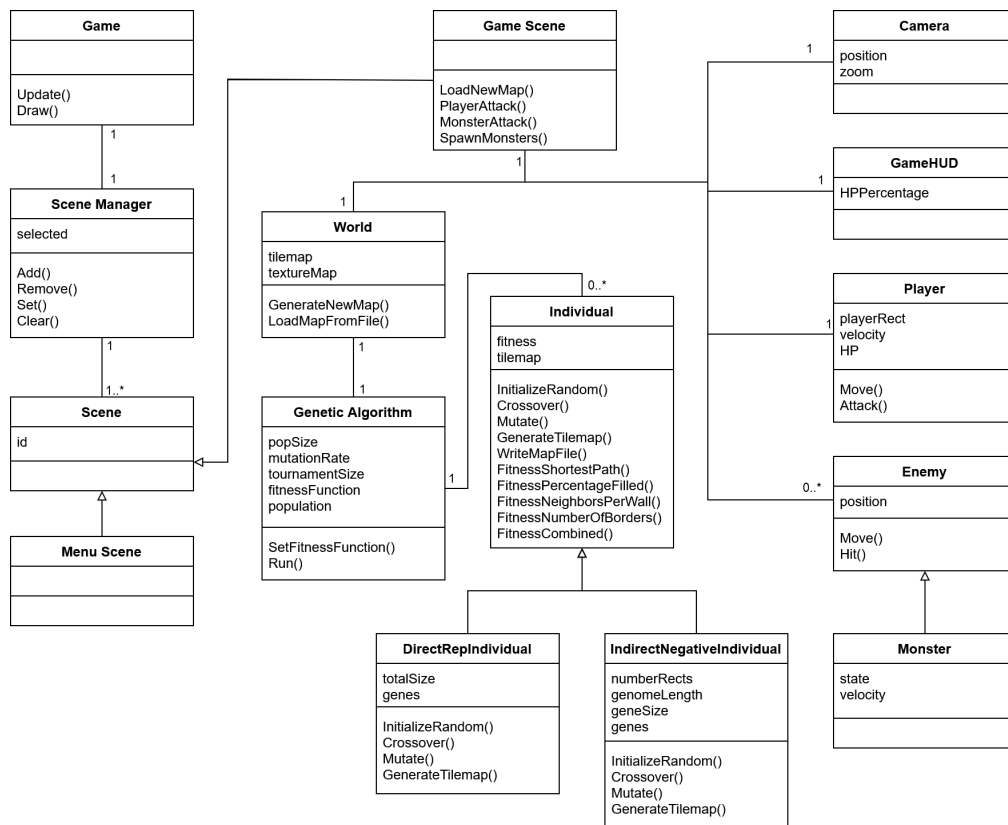 Game
Update()
Draw()
1
1
Scene Manager
selected
Add()
Remove()
Set()
Clear()
1
1..*
Scene
id
Menu Scene
Game Scene
LoadNewMap()
PlayerAttack()
MonsterAttack()
SpawnMonsters()
1
1
World
tilemap
textureMap
GenerateNewMap()
LoadMapFromFile()
1
1
Genetic Algorithm
popSize
mutationRate
tournamentSize
fitnessFunction
population
SetFitnessFunction()
Run()
1
0..*
Individual
fitness
tilemap
InitializeRandom()
Crossover()
Mutate()
GenerateTilemap()
WriteMapFile()
FitnessShortestPath()
FitnessPercentageFilled()
FitnessNeighborsPerWall()
FitnessNumberOfBorders()
FitnessCombined()
DirectRepIndividual
totalSize
genes
InitializeRandom()
Crossover()
Mutate()
GenerateTilemap()
IndirectNegativeIndividual
numberRects
genomeLength
geneSize
genes
InitializeRandom()
Crossover()
Mutate()
GenerateTilemap()
1
Camera
position
zoom
1
GameHUD
HPPercentage
1
Player
playerRect
velocity
HP
Move()
Attack()
0..*
Enemy
position
Move()
Hit()
Monster
state
velocity